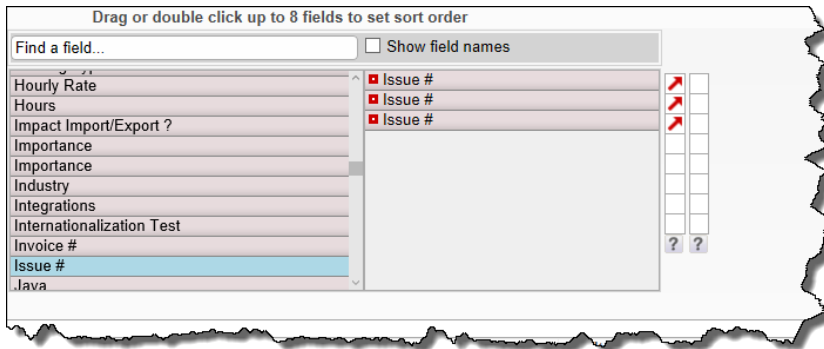 Drag or double click up to 8 fields to set sort order
Find a field...
Show field names
Hourly Rate
Hours
Impact Import/Export ?
Importance
Importance
Industry
Integrations
Internationalization Test
Invoice #
Issue #
Java
Issue #
Issue #
Issue #
? ?